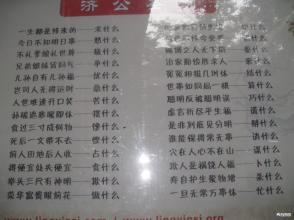 济公
一生都是修来的——求什么
今日不知明日事——愁什么
不礼爹娘礼世尊——敬什么
兄弟姐妹皆同气——争什么
儿孙自有儿孙福——忧什么
岂可人无得运时——急什么
人世难逢开口笑——苦什么
补破遮寒暖即休——摆什么
食过三寸成何物——馋什么
死后一文带不去——悭什么
前人田地后人收——占什么
得便宜处失便宜——贪什么
举头三尺有神明——欺什么
荣华富贵眼前花——傲什么
治家勤俭胜求人——奢什么
冤冤相报几时休——结什么
世事如同棋一局——算什么
聪明反被聪明误——巧什么
虚言折尽平生福——谎什么
是非到底见分明——辩什么
谁能保得常无事——诮什么
穴在人心不在山——谋什么
欺人是祸饶人福——卜什么
寿自护生爱物增——杀什么
一旦无常万事休——忙什么